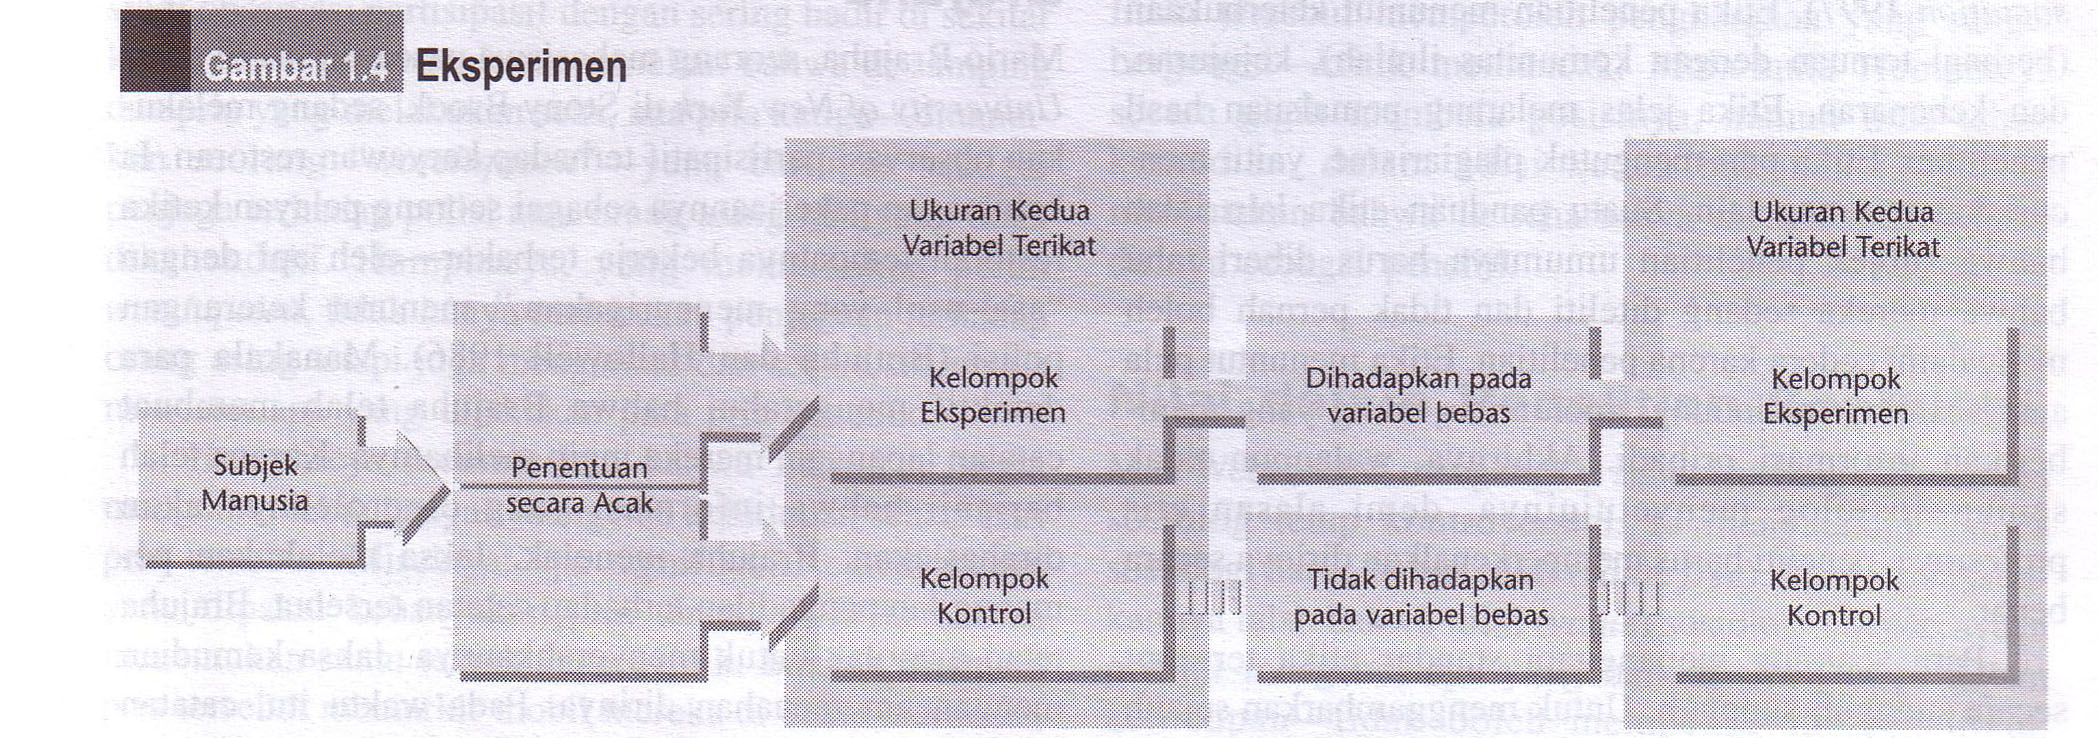 Gambar 1.4 Eksperimen
Subjek
Manusia
Penentuan
secara Acak
Ukuran Kedua
Variabel Terikat
Kelompok
Eksperimen
Kelompok
Kontrol
Dihadapkan pada
variabel bebas
Tidak dihadapkan
pada variabel bebas
Ukuran Kedua
Variabel Terikat
Kelompok
Eksperimen
Kelompok
Kontrol